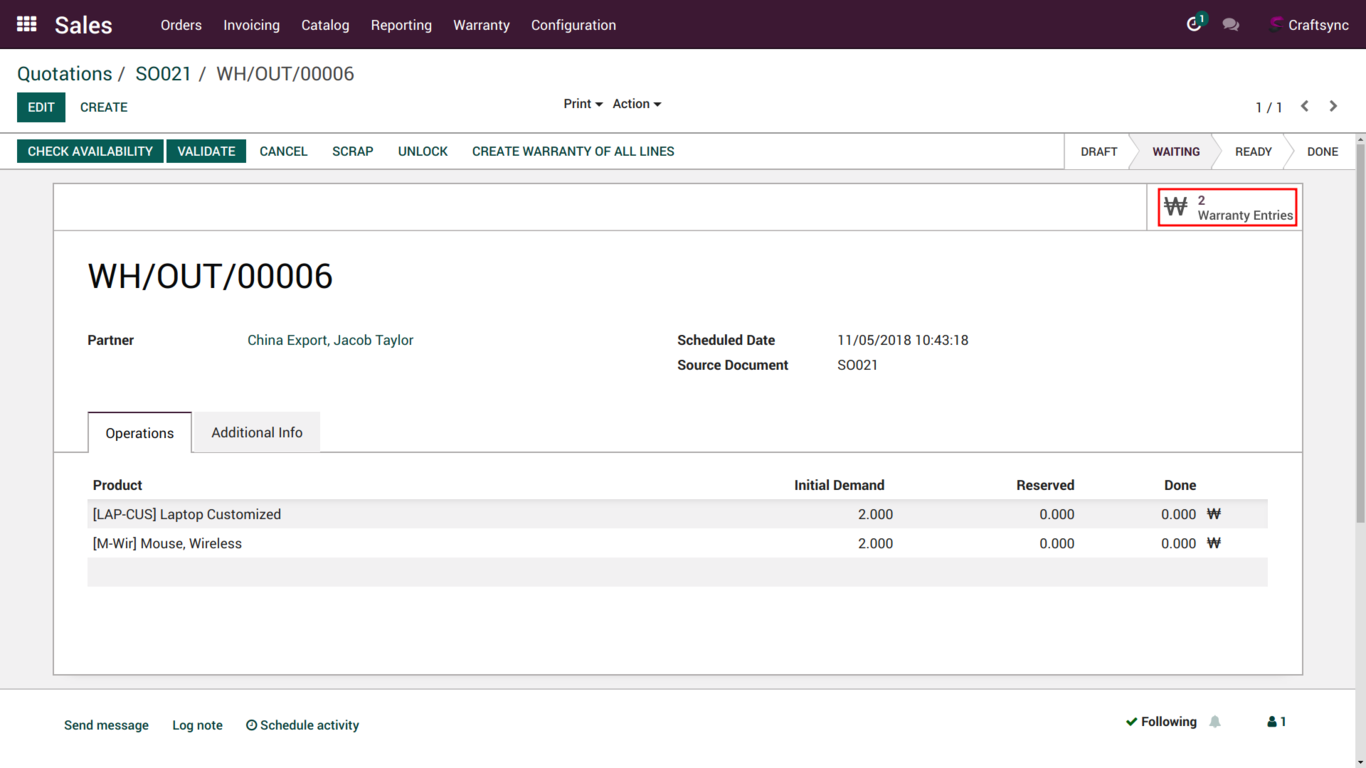 Sales Orders Invoicing Catalog Reporting Warranty Configuration 1 Craftsync
Quotations / SO021 / WH/OUT/00006
EDIT CREATE Print Action 1 / 1
CHECK AVAILABILITY VALIDATE CANCEL SCRAP UNLOCK CREATE WARRANTY OF ALL LINES DRAFT WAITING READY DONE
₩ 2
Warranty Entries
WH/OUT/00006
Partner China Export, Jacob Taylor Scheduled Date 11/05/2018 10:43:18
Source Document SO021
Operations Additional Info
Product Initial Demand Reserved Done
[LAP-CUS] Laptop Customized 2.000 0.000 0.000 ₩
[M-Wir] Mouse, Wireless 2.000 0.000 0.000 ₩
Send message Log note Schedule activity Following 1